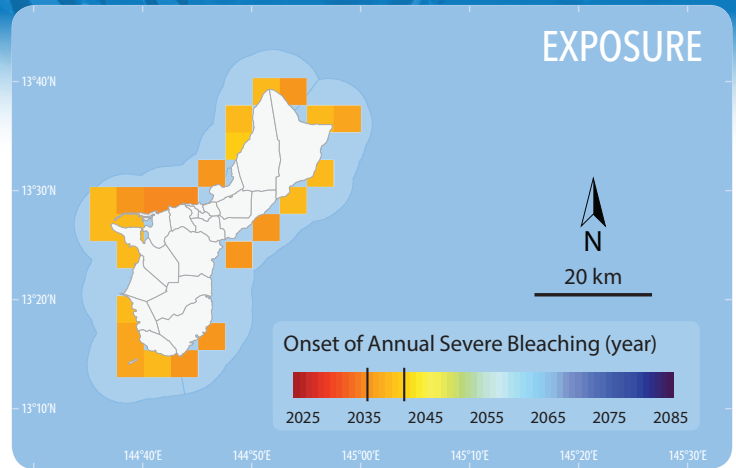 EXPOSURE
13°40'N
13°30'N
N
20 km
13°20'N
Onset of Annual Severe Bleaching (year)
2025 2035 2045 2055 2065 2075 2085
13°10'N
144°40'E 144°50'E 145°00'E 145°10'E 145°20'E 145°30'E